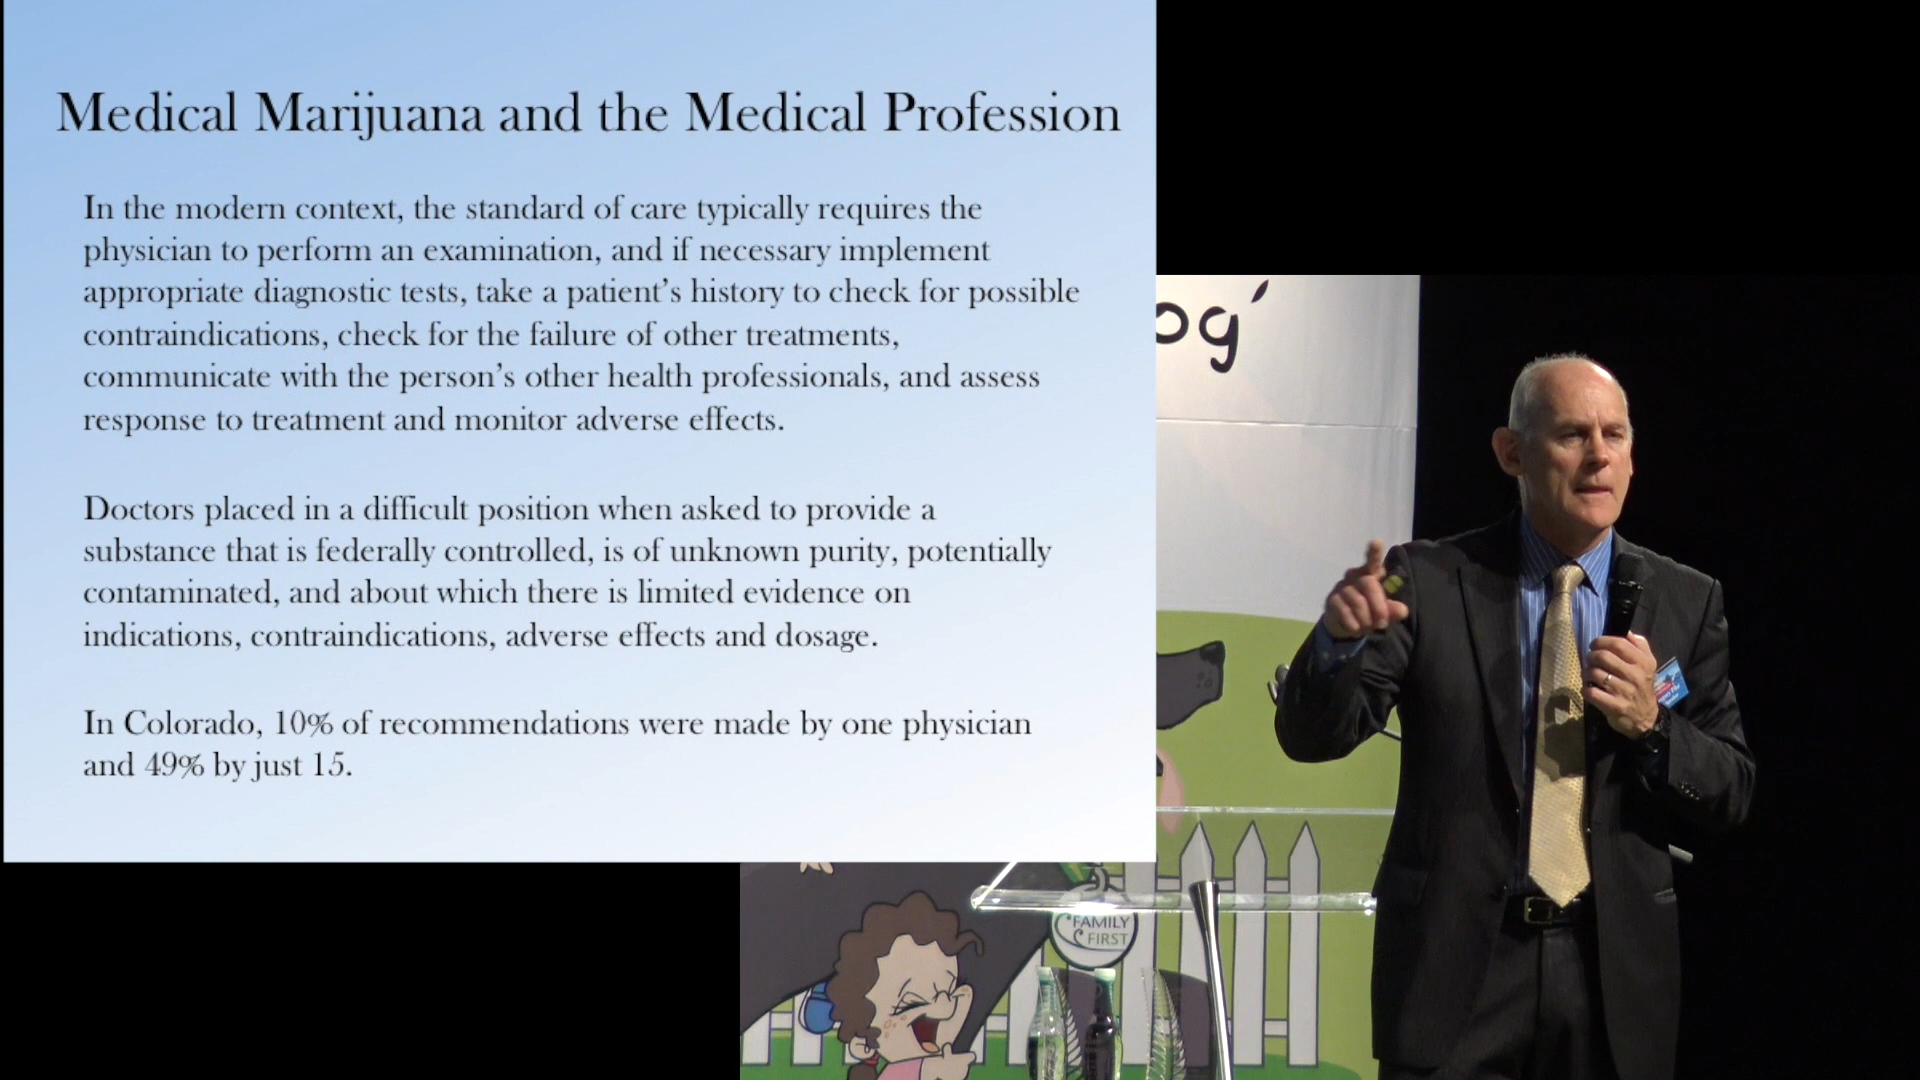 Medical Marijuana and the Medical Profession
In the modern context, the standard of care typically requires the
physician to perform an examination, and if necessary implement
appropriate diagnostic tests, take a patient's history to check for possible
contraindications, check for the failure of other treatments,
communicate with the person's other health professionals, and assess
response to treatment and monitor adverse effects.
Doctors placed in a difficult position when asked to provide a
substance that is federally controlled, is of unknown purity, potentially
contaminated, and about which there is limited evidence on
indications, contraindications, adverse effects and dosage.
In Colorado, 10% of recommendations were made by one physician
and 49% by just 15.
og'
FAMILY
FIRST